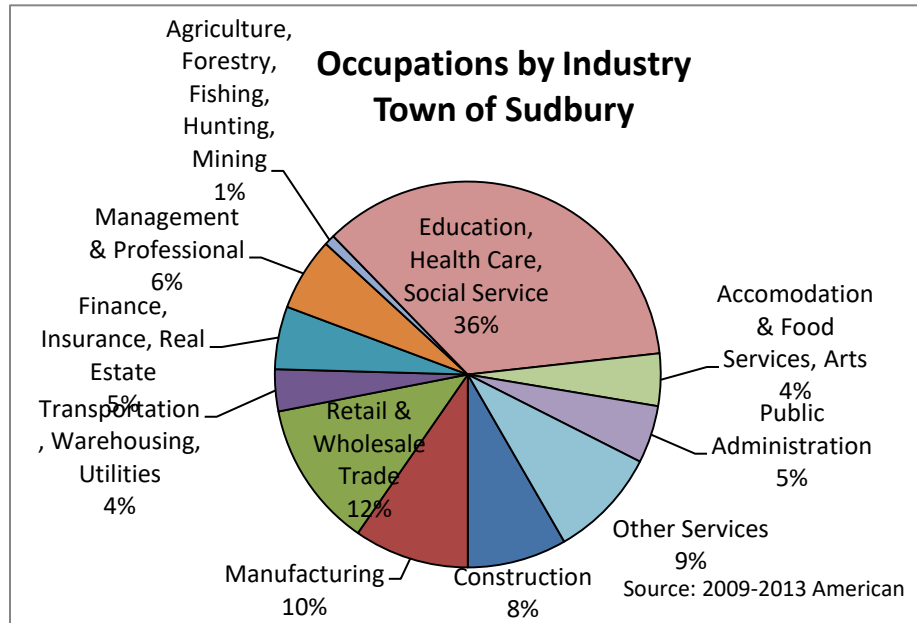 Occupations by Industry
Town of Sudbury
Agriculture,
Forestry,
Fishing,
Hunting,
Mining
1%
Education,
Health Care,
Social Service
36%
Accomodation
& Food
Services, Arts
4%
Public
Administration
5%
Other Services
9%
Construction
8%
Manufacturing
10%
Retail &
Wholesale
Trade
12%
Transportation
, Warehousing,
Utilities
4%
Finance,
Insurance, Real
Estate
5%
Management
& Professional
6%
Source: 2009-2013 American